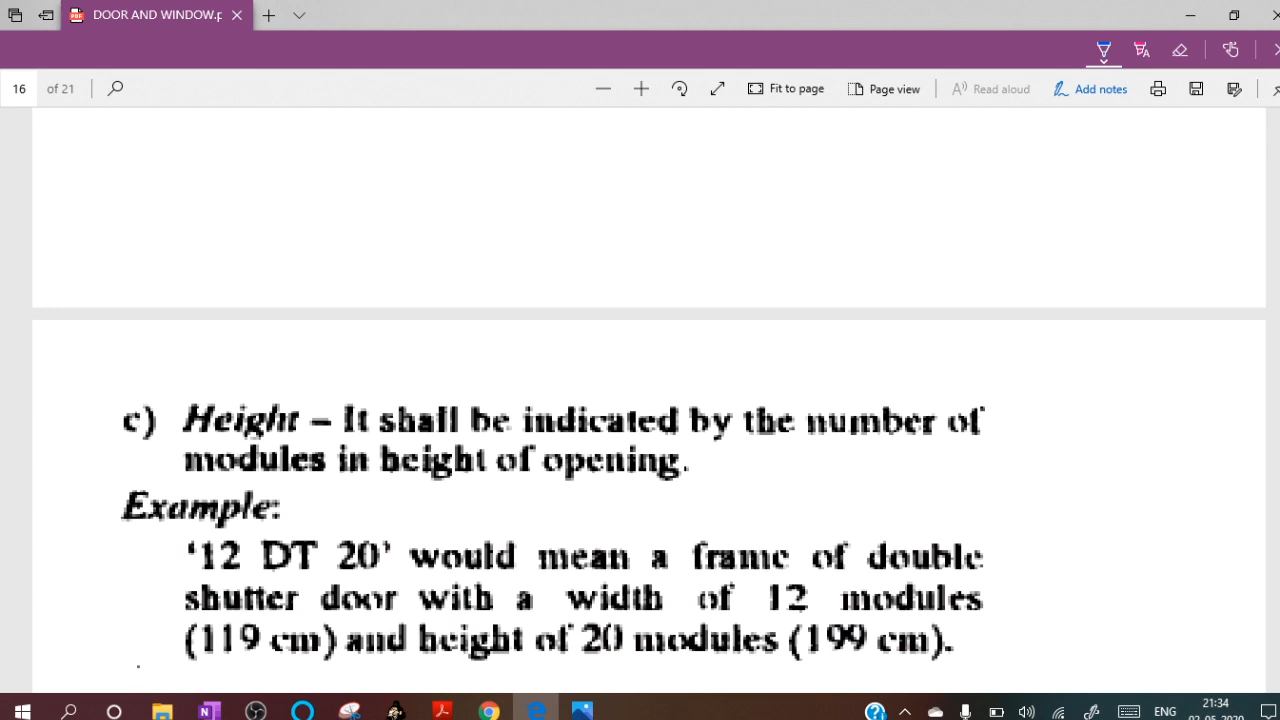 DOOR AND WINDOW.p
16 of 21 Fit to page Page view Read aloud Add notes
c) Height – It shall be indicated by the number of
modules in height of opening.
Example:
‘12 DT 20’ would mean a frame of double
shutter door with a width of 12 modules
(119 cm) and height of 20 modules (199 cm).
ENG 21:34
02-05-2020